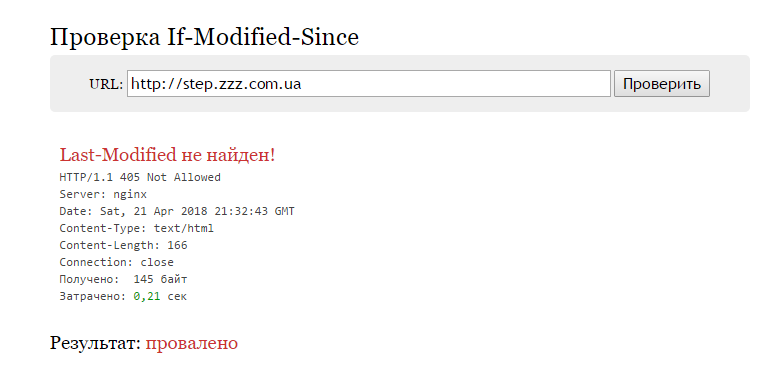 Проверка If-Modified-Since
URL: http://step.zzz.com.ua Проверить
Last-Modified не найден!
HTTP/1.1 405 Not Allowed
Server: nginx
Date: Sat, 21 Apr 2018 21:32:43 GMT
Content-Type: text/html
Content-Length: 166
Connection: close
Получено:  145 байт
Затрачено: 0,21 сек
Результат: провалено